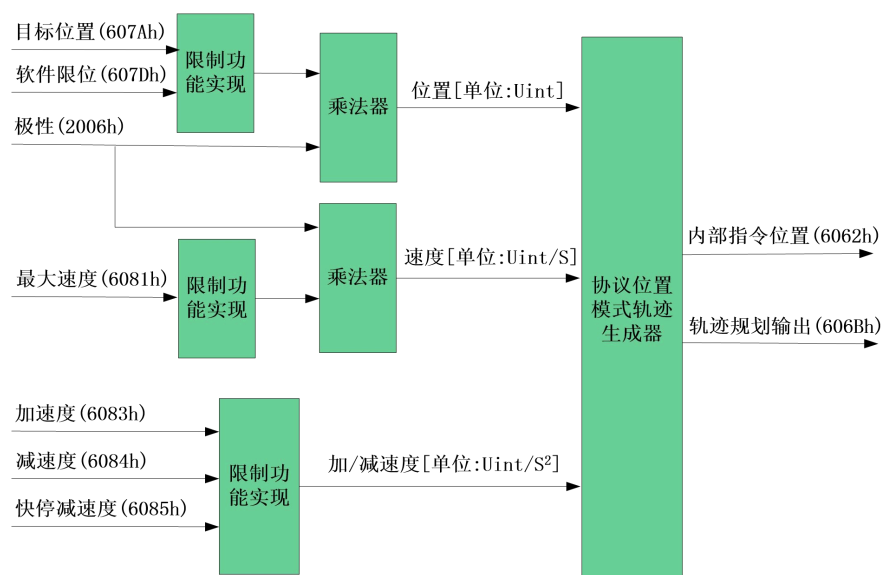 目标位置(607Ah)
软件限位(607Dh)
极性(2006h)
限制功
能实现
乘法器
位置[单位:Uint]
最大速度(6081h)
限制功
能实现
乘法器
速度[单位:Uint/S]
加速度(6083h)
减速度(6084h)
快停减速度(6085h)
限制功
能实现
加/减速度[单位:Uint/S²]
协议位置
模式轨迹
生成器
内部指令位置(6062h)
轨迹规划输出(606Bh)